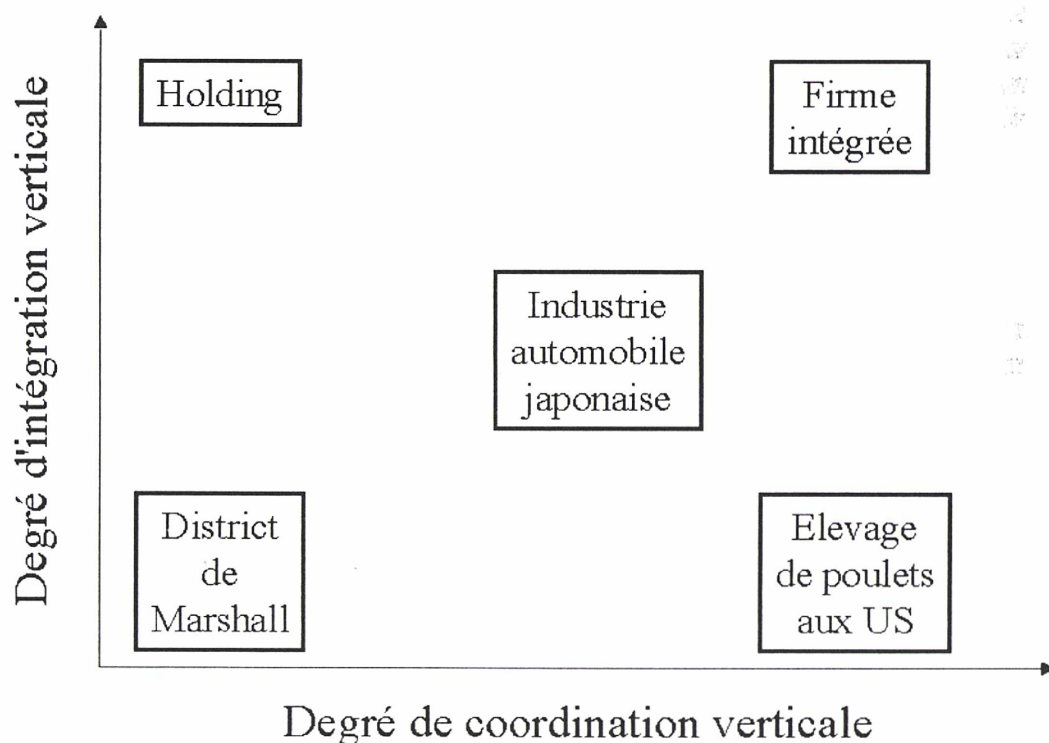 Degré d'intégration verticale
Holding
Firme
intégrée
Industrie
automobile
japonaise
District
de
Marshall
Elevage
de poulets
aux US
Degré de coordination verticale